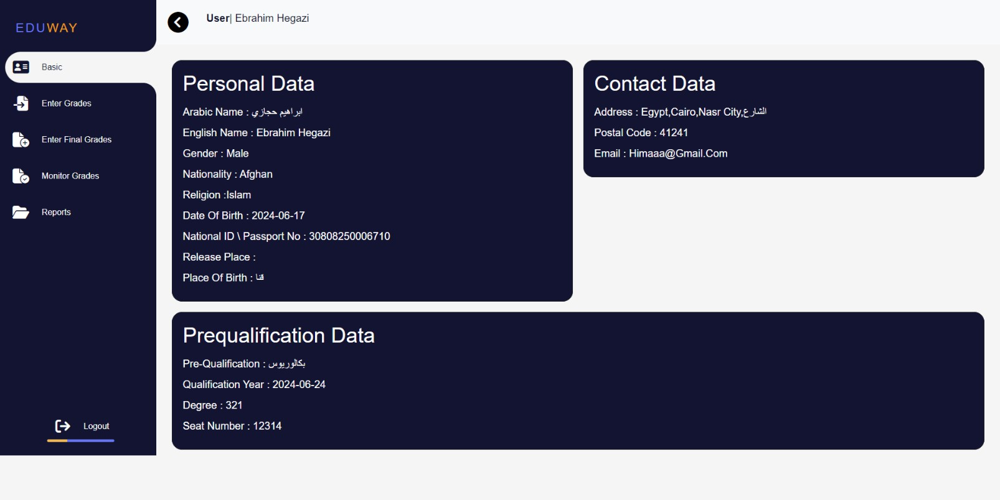 EDUWAY
User| Ebrahim Hegazi
Basic
Enter Grades
Enter Final Grades
Monitor Grades
Reports
Logout
Personal Data
Arabic Name : ابراهيم حجازي
English Name : Ebrahim Hegazi
Gender : Male
Nationality : Afghan
Religion :Islam
Date Of Birth : 2024-06-17
National ID \ Passport No : 30808250006710
Release Place :
Place Of Birth : قنا
Contact Data
Address : Egypt,Cairo,Nasr City,الشارع
Postal Code : 41241
Email : Himaaa@Gmail.Com
Prequalification Data
Pre-Qualification : بكالوريوس
Qualification Year : 2024-06-24
Degree : 321
Seat Number : 12314